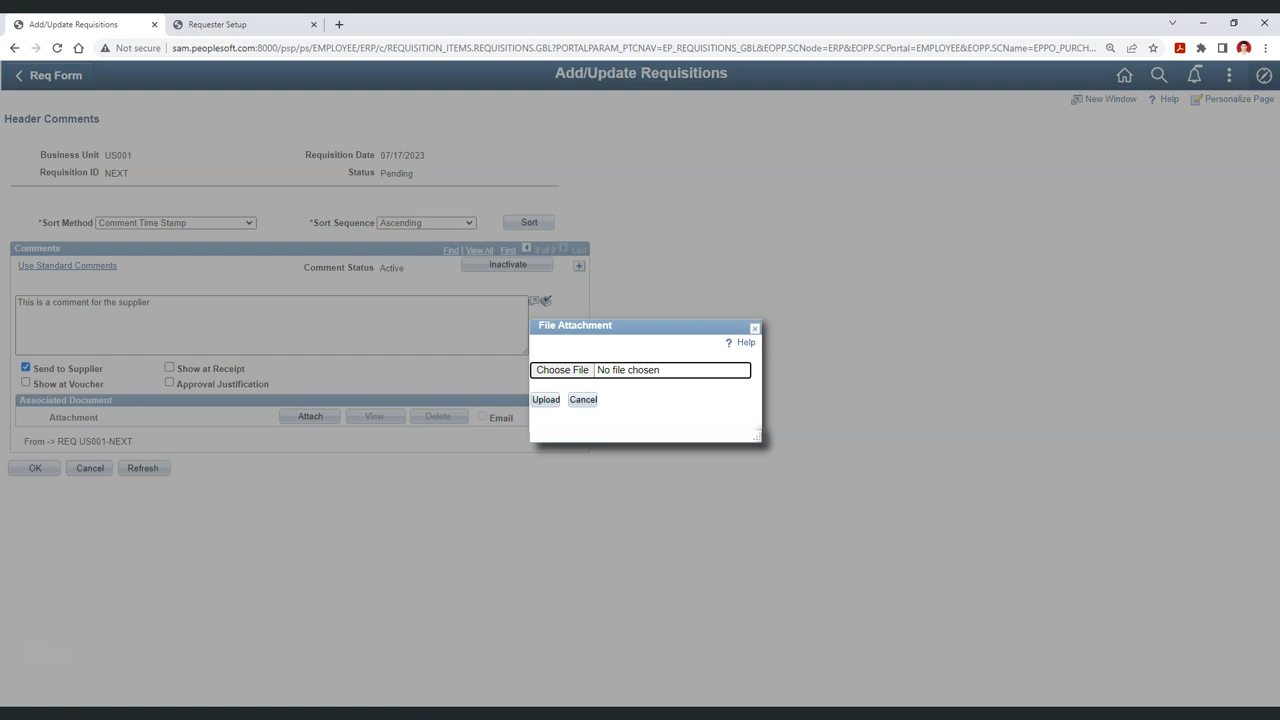 Add/Update Requisitions
Requester Setup
Not secure
sam.peoplesoft.com:8000/psp/ps/EMPLOYEE/ERP/c/REQUISITION_ITEMS.REQUISITIONS.GBL?PORTALPARAM_PTCNAV=EP_REQUISITIONS_GBL&EOPP.SCNode=ERP&EOPP.SCPortal=EMPLOYEE&EOPP.SCName=EPPO_PURCH...
Req Form
Add/Update Requisitions
New Window ? Help Personalize Page
Header Comments
Business Unit US001 Requisition Date 07/17/2023
Requisition ID NEXT Status Pending
*Sort Method Comment Time Stamp *Sort Sequence Ascending Sort
Comments Find | View All First 2 of 2 Last
Use Standard Comments Comment Status Active Inactivate
This is a comment for the supplier
File Attachment
? Help
Choose File No file chosen
Upload Cancel
Send to Supplier Show at Receipt
Show at Voucher Approval Justification
Associated Document
Attachment Attach View Delete Email
From -> REQ US001-NEXT
OK Cancel Refresh